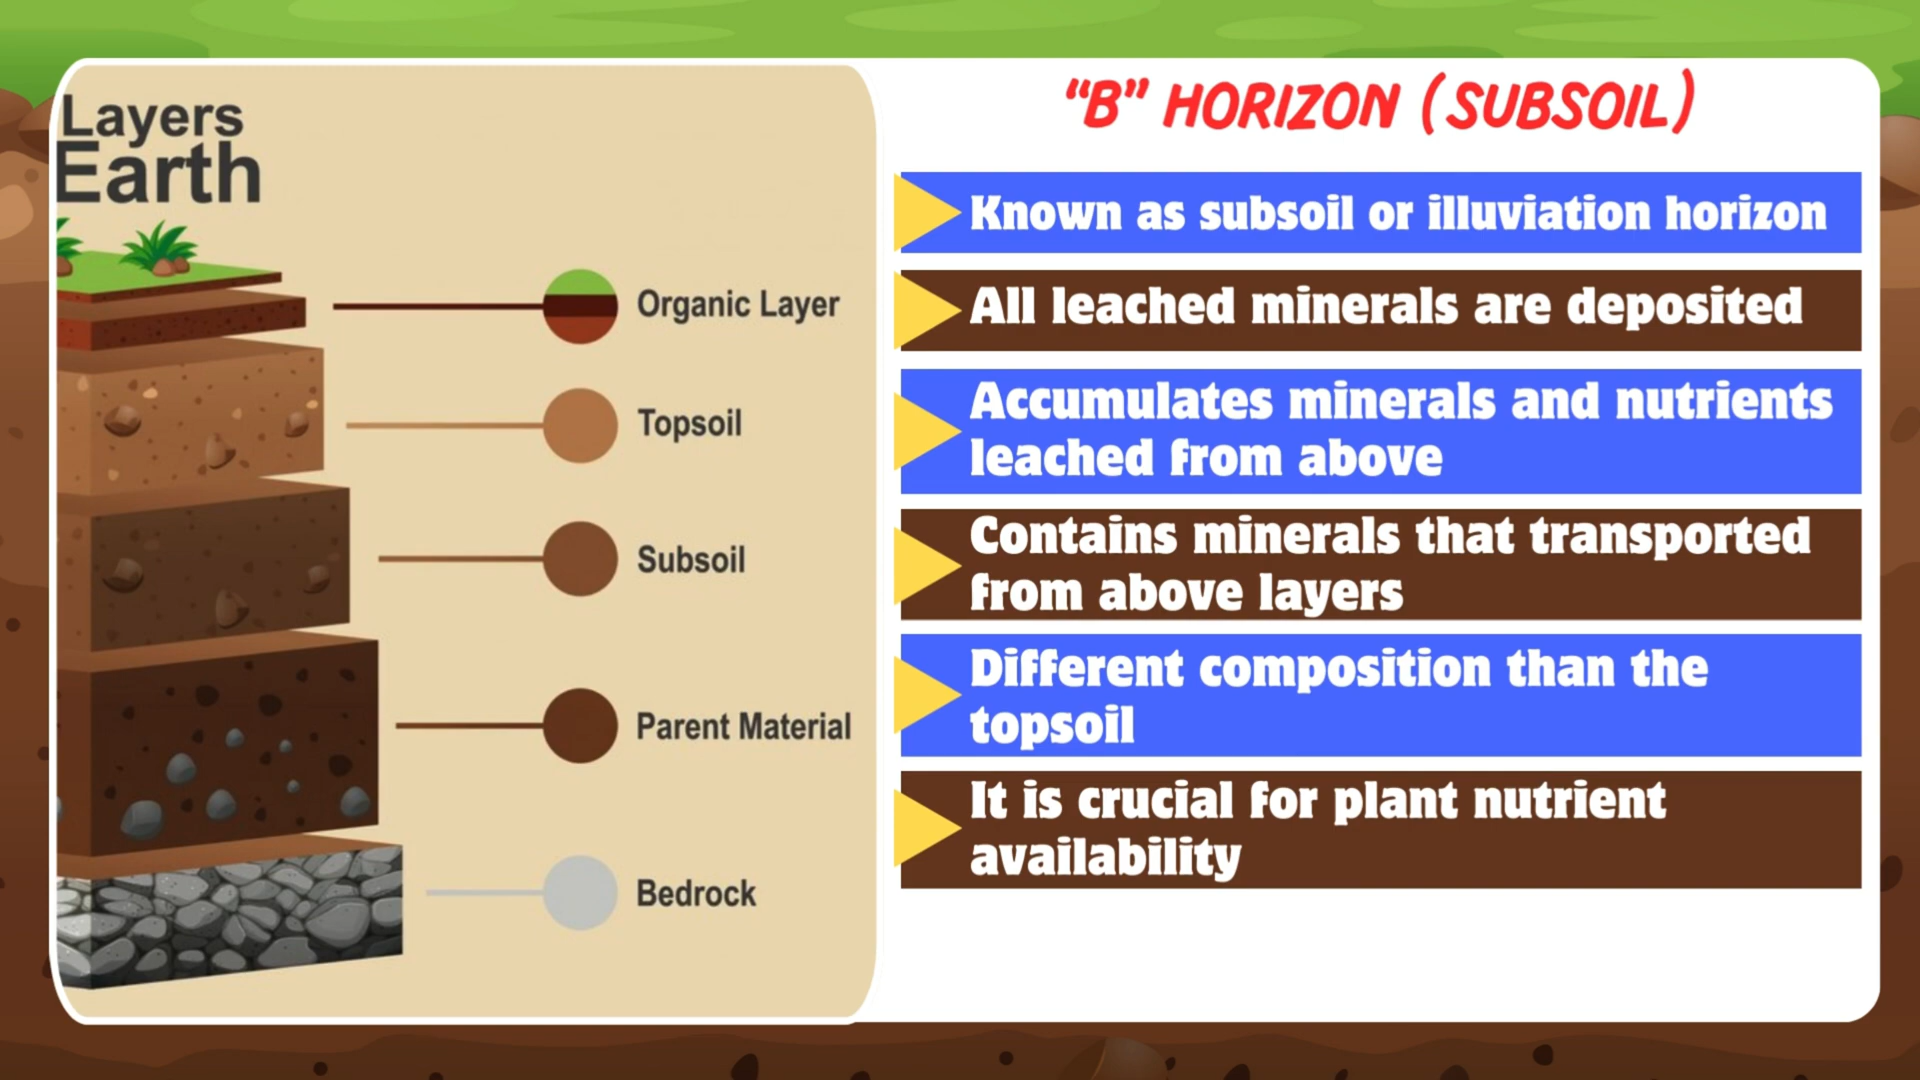 Layers
Earth
Organic Layer
Topsoil
Subsoil
Parent Material
Bedrock
“B” HORIZON (SUBSOIL)
Known as subsoil or illuviation horizon
All leached minerals are deposited
Accumulates minerals and nutrients
leached from above
Contains minerals that transported
from above layers
Different composition than the
topsoil
It is crucial for plant nutrient
availability